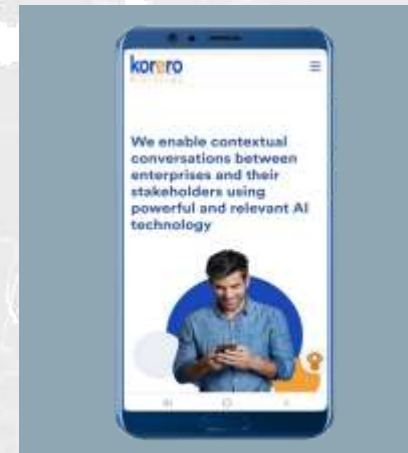 korero
We enable contextual
conversations between
enterprises and their
stakeholders using
powerful and relevant AI
technology